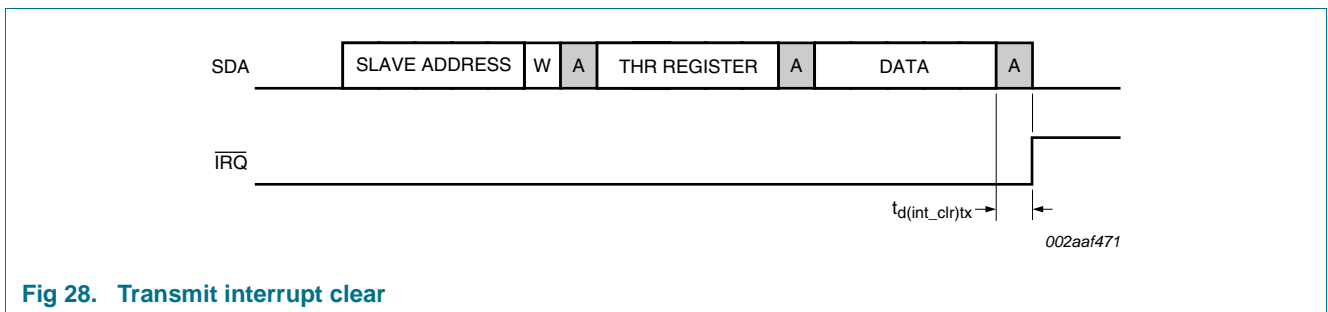 SDA SLAVE ADDRESS W A THR REGISTER A DATA A
IRQ
td(int_clr)tx
002aaf471
Fig 28. Transmit interrupt clear